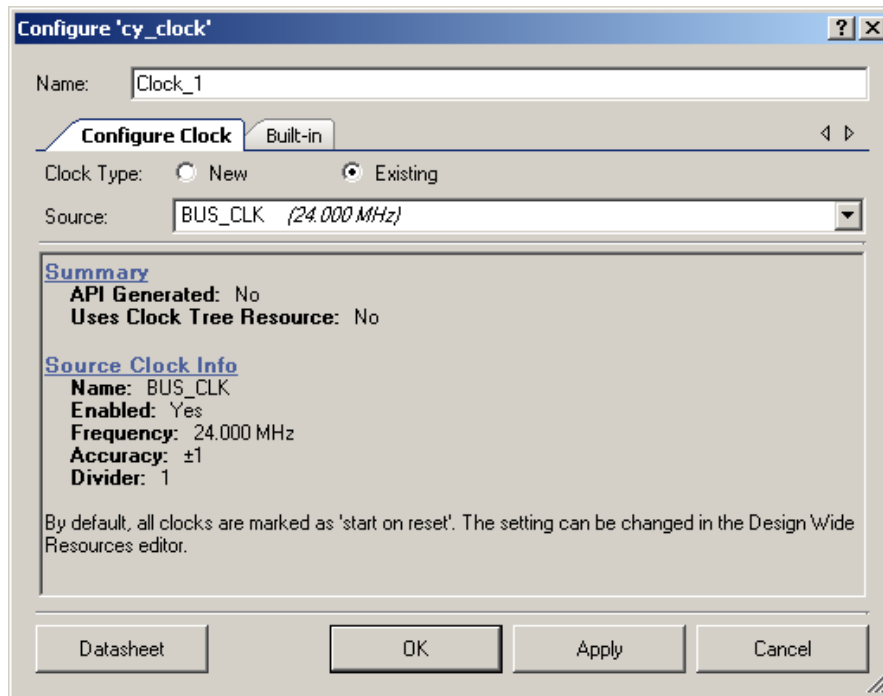 Configure 'cy_clock'
Name: Clock_1
Configure Clock Built-in
Clock Type: New Existing
Source: BUS_CLK (24.000 MHz)
Summary
API Generated: No
Uses Clock Tree Resource: No
Source Clock Info
Name: BUS_CLK
Enabled: Yes
Frequency: 24.000 MHz
Accuracy: ±1
Divider: 1
By default, all clocks are marked as 'start on reset'. The setting can be changed in the Design Wide
Resources editor.
Datasheet OK Apply Cancel